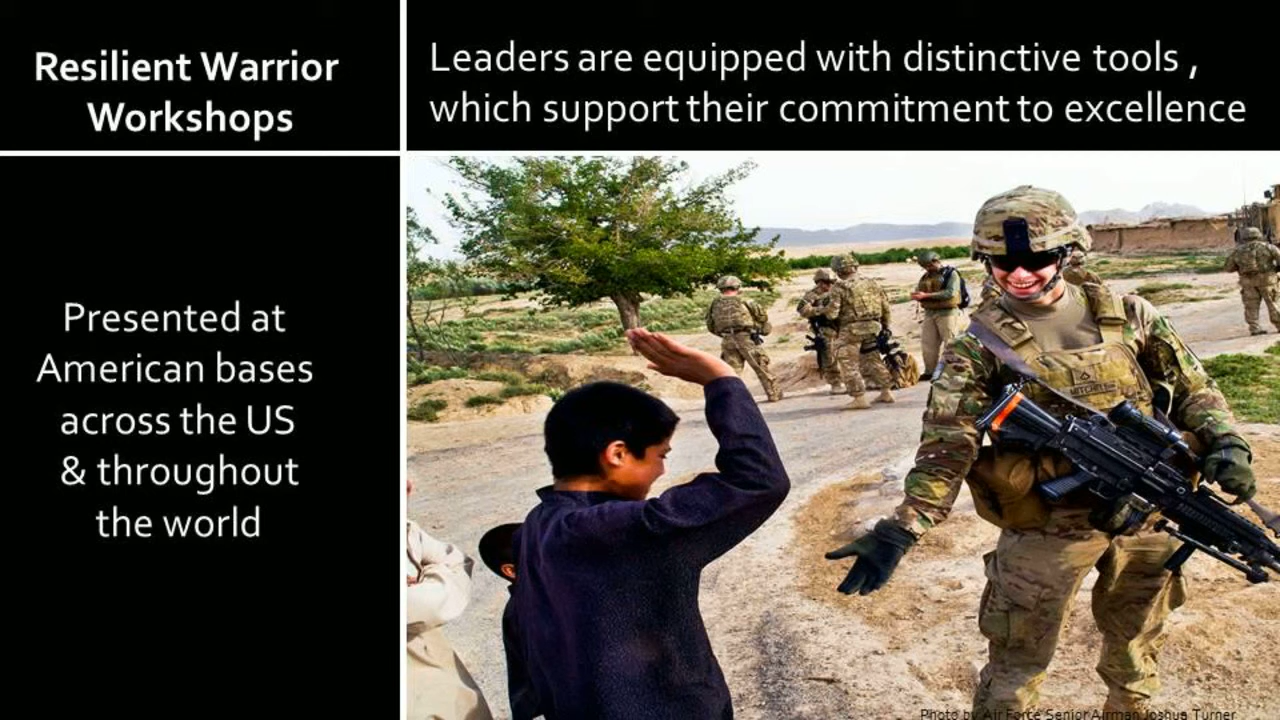 Resilient Warrior
Workshops
Leaders are equipped with distinctive tools ,
which support their commitment to excellence
Presented at
American bases
across the US
& throughout
the world
Photo by Air Force Senior Airman Joshua Turner